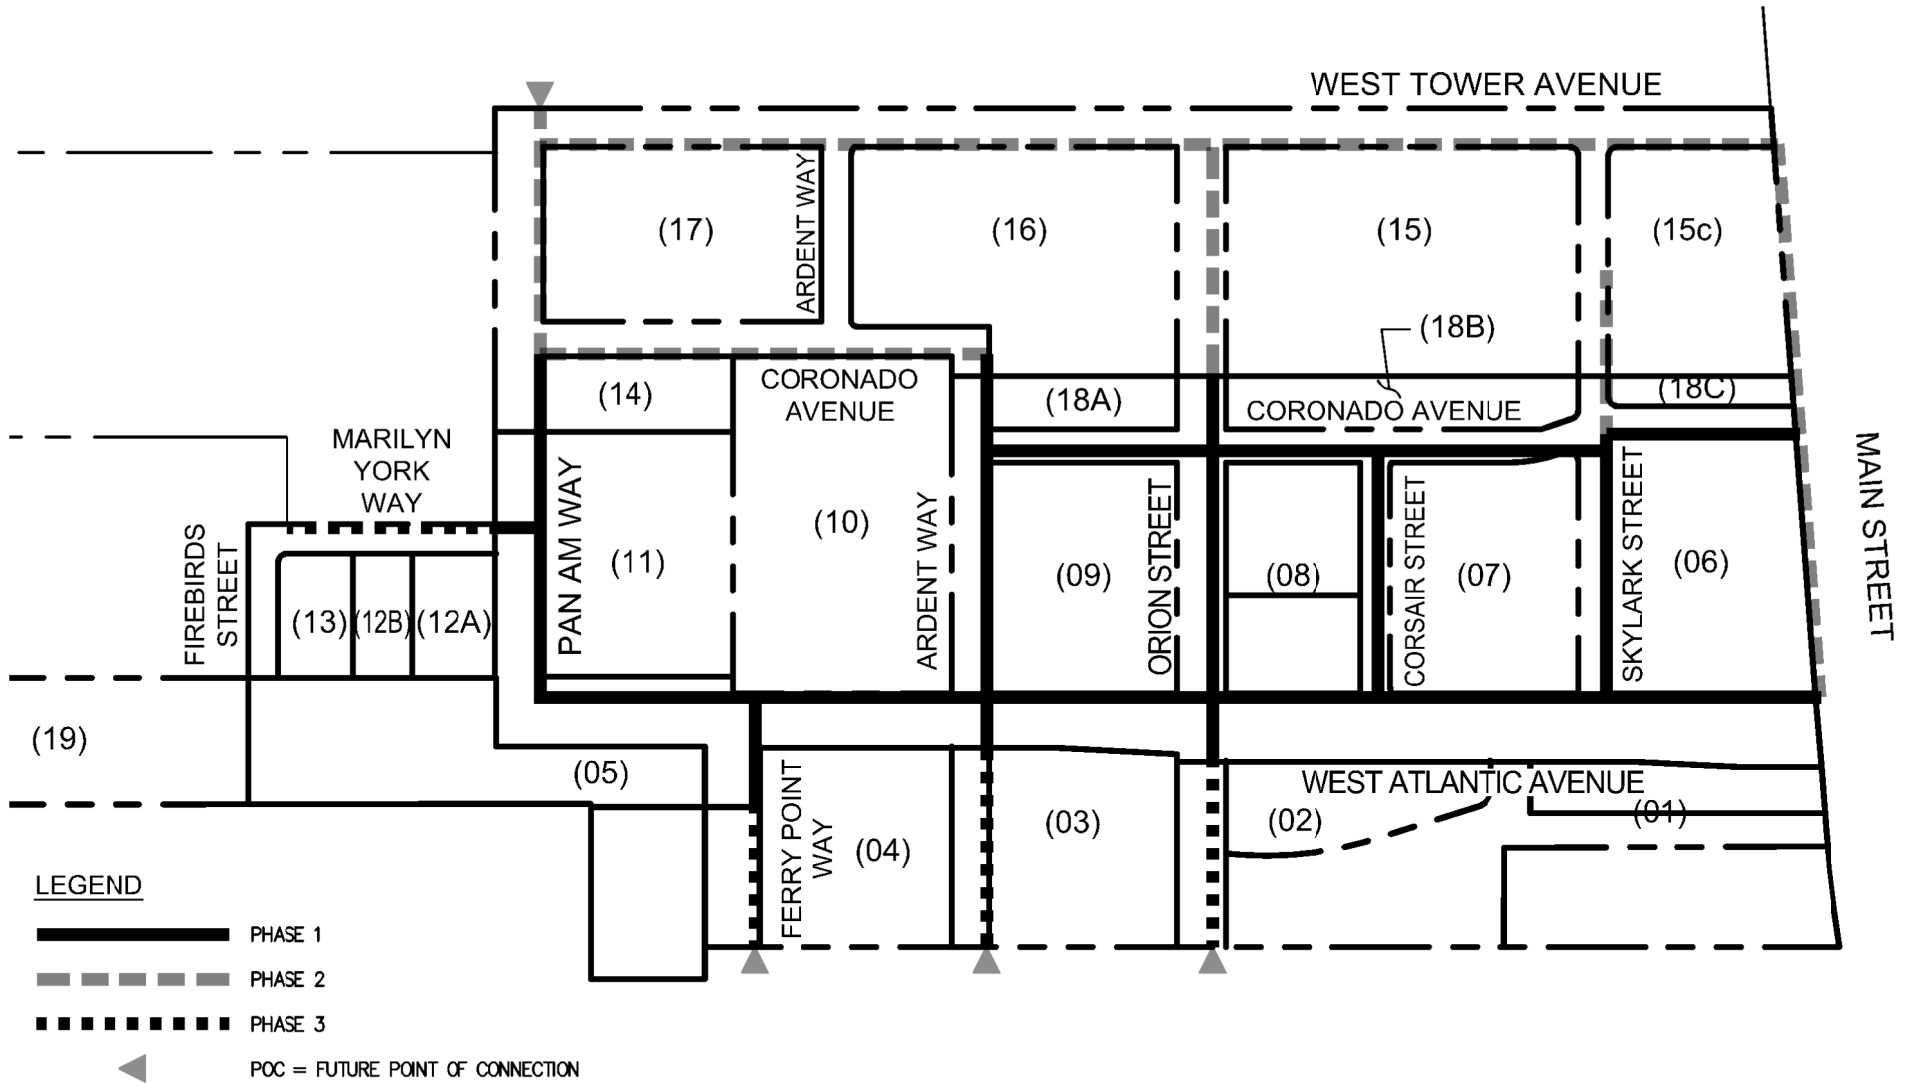 WEST TOWER AVENUE
(17)
ARDENT WAY
(16)
(15)
(15c)
(18B)
(14)
CORONADO
AVENUE
(18A)
CORONADO AVENUE
(18C)
MARILYN
YORK
WAY
FIREBIRDS
STREET
PAN AM WAY
(11)
(10)
ARDENT WAY
(09)
ORION STREET
(08)
CORSAIR STREET
(07)
SKYLARK STREET
(06)
MAIN STREET
(13)
(12B)
(12A)
(19)
(05)
FERRY POINT
WAY
(04)
(03)
(02)
WEST ATLANTIC AVENUE
(01)
LEGEND
PHASE 1
PHASE 2
PHASE 3
POC = FUTURE POINT OF CONNECTION